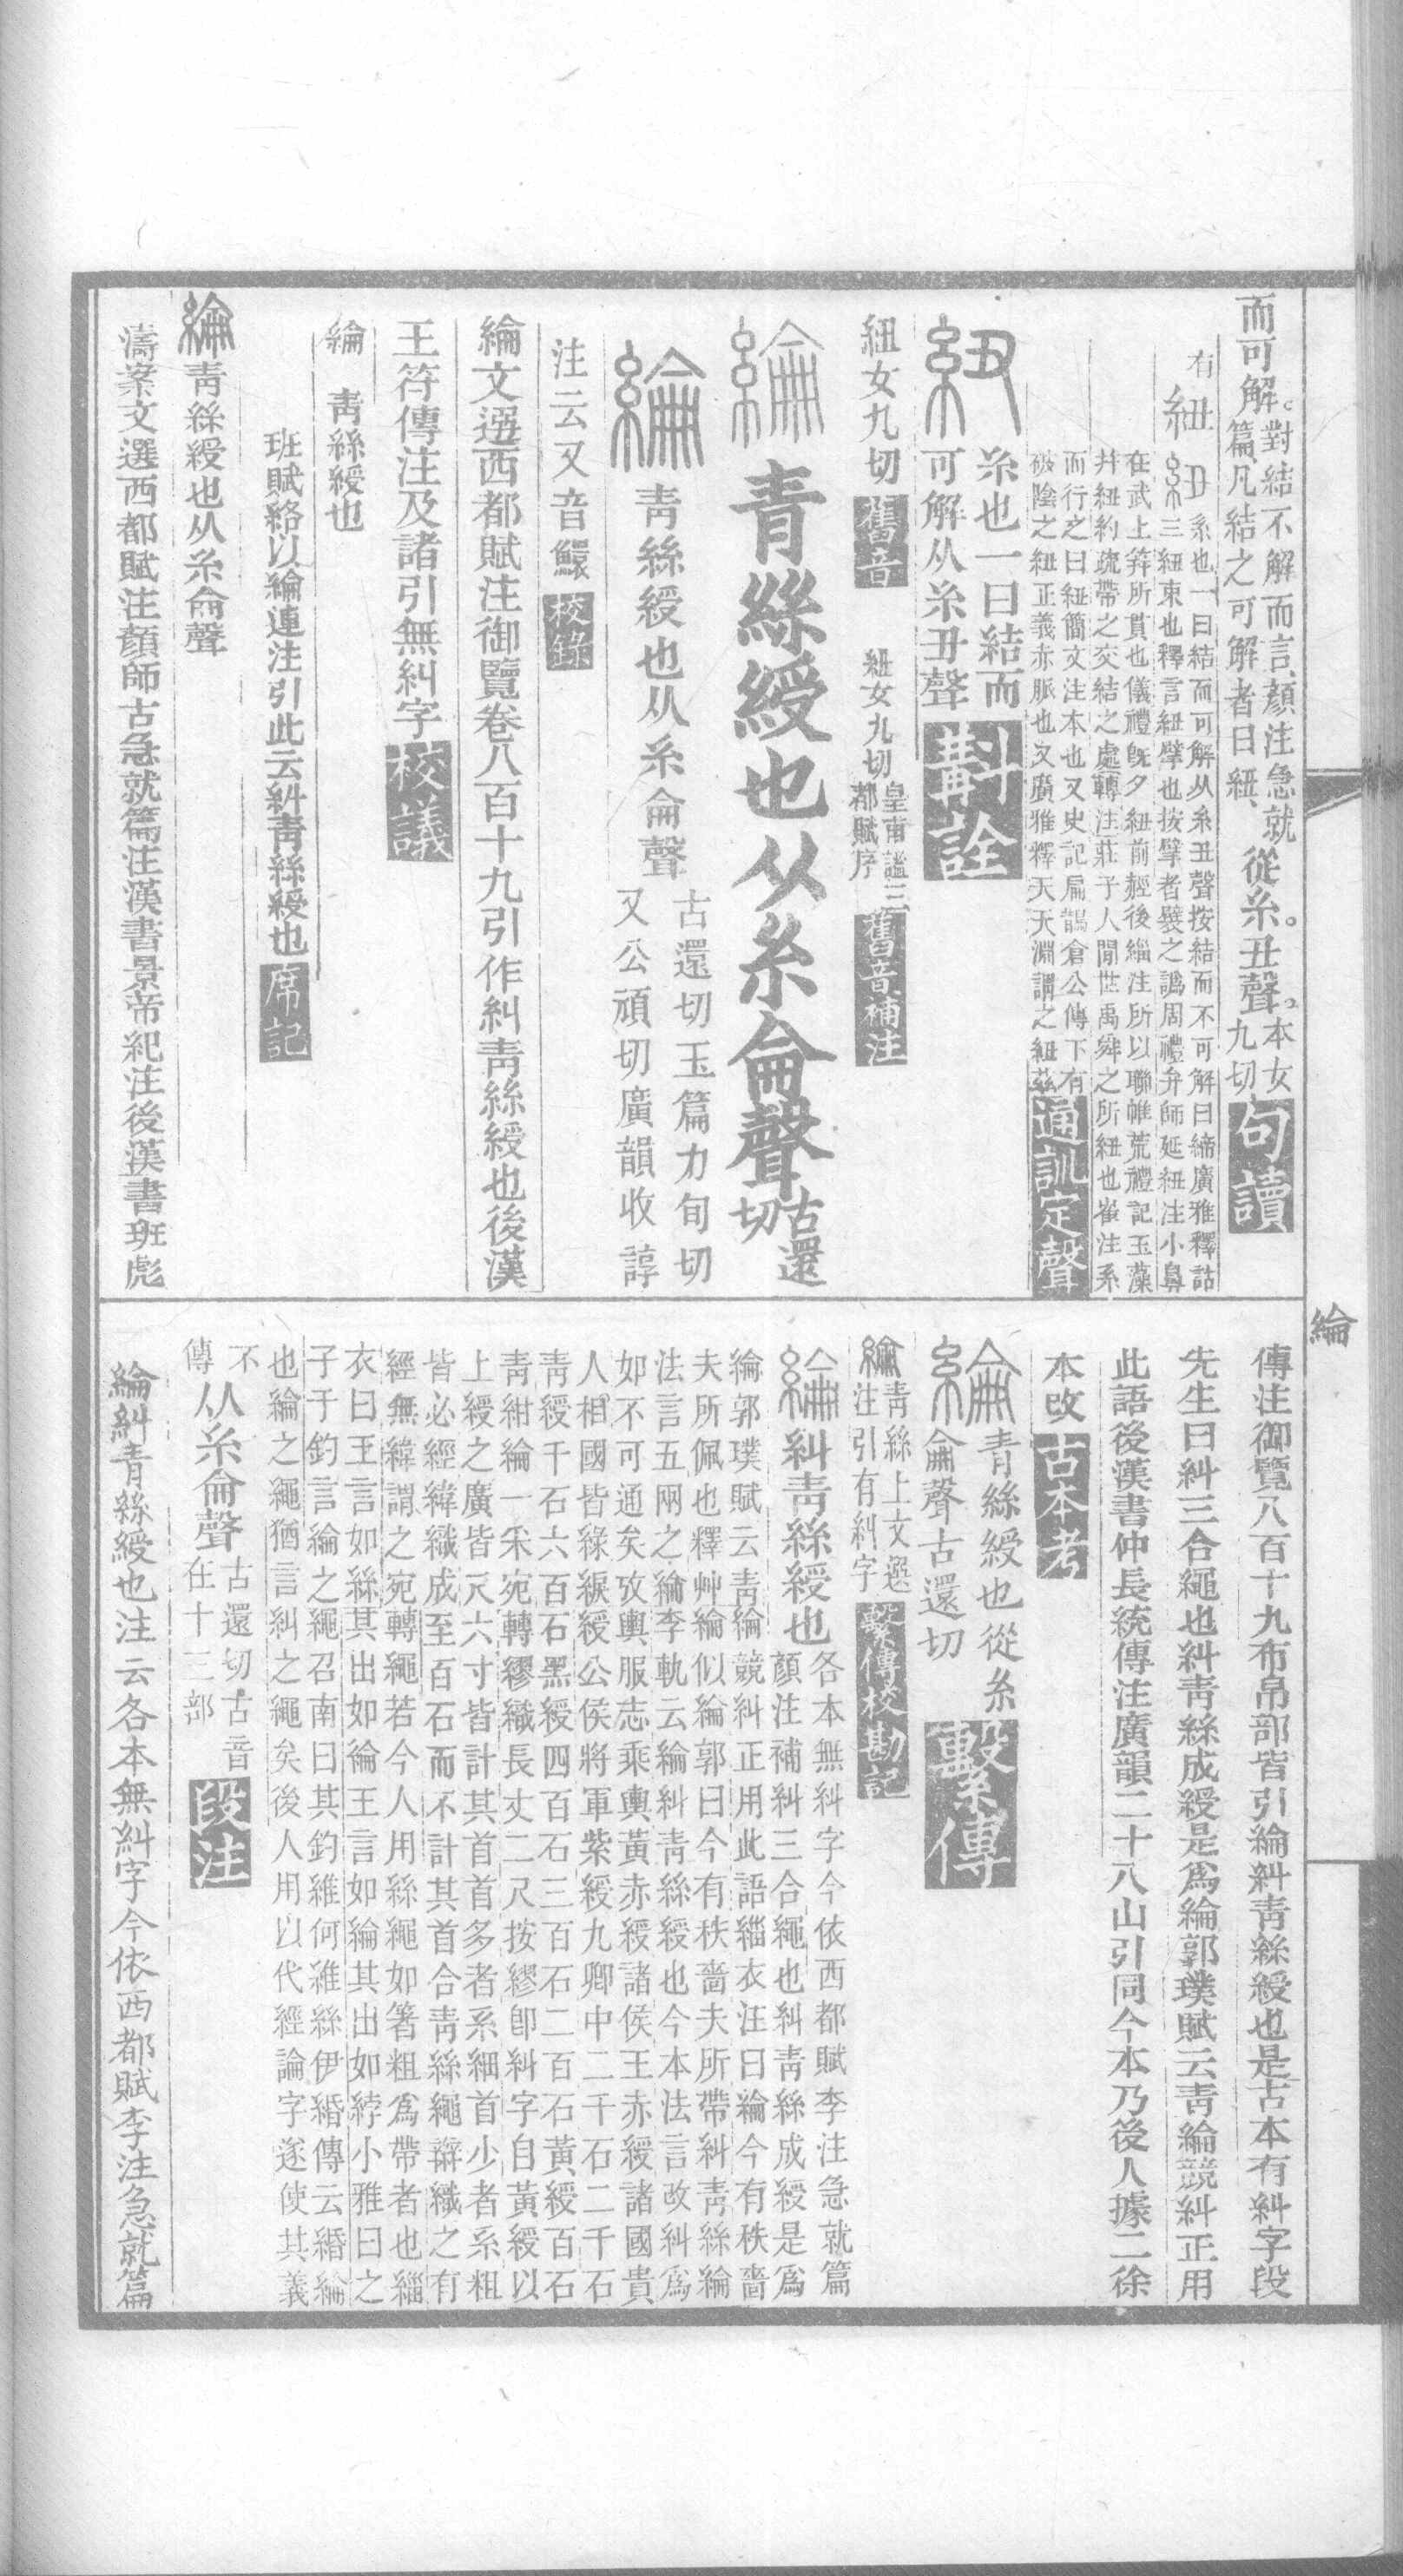 而可解。對結不解而言、顏注急就
篇、凡結之可解者曰紐、從糸。丑聲。本女
九切句讀
有
紐 糸也一曰結而可解从糸丑聲按結而不可解曰締廣雅釋詁
三紐束也釋言紐擘也按擘者襞之譌周禮弁師延紐注小鼻
在武上笄所貫也儀禮旣夕紐前經後緇注所以聯帷荒禮記玉藻
幷紐約疏帶之交結之處轉注莊子人閒世禹舜之所紐也崔注系
而行之曰紐簡文注本也又史記扁鵲倉公傳下有
破陰之紐正義赤脈也又廣雅釋天天淵謂之紐茲通訓定聲
糸也一曰結而
可解从糸丑聲斠詮
紐女九切舊音 紐女九切皇甫謐三
都賦序舊音補注
綸 青絲綬也从糸侖聲古還
切
綸 青絲綬也从糸侖聲古還切玉篇力旬切
又公頑切廣韻收諄
注云又音鰥校錄
綸文選西都賦注御覽卷八百十九引作糾青絲綬也後漢
王符傳注及諸引無糾字校議
綸 青絲綬也
班賦絡以綸連注引此云糾青絲綬也席記
綸青絲綬也从糸侖聲
濤案文選西都賦注顏師古急就篇注漢書景帝紀注後漢書班彪
綸
傳注御覽八百十九布帛部皆引綸糾青絲綬也是古本有糾字段
先生曰糾三合繩也糾青絲成綬是爲綸郭璞賦云青綸競糾正用
此語後漢書仲長統傳注廣韻二十八山引同今本乃後人據二徐
本改古本考
綸青絲綬也從糸
侖聲古還切繫傳
綸青絲上文選
注引有糾字繫傳校勘記
綸糾青絲綬也各本無糾字今依西都賦李注急就篇
顏注補糾三合繩也糾青絲成綬是爲
綸郭璞賦云青綸競糾正用此語緇衣注曰綸今有秩嗇
夫所佩也釋艸綸似綸郭曰今有秩嗇夫所帶糾青絲綸
法言五兩之綸李軌云綸糾青絲綬也今本法言改糾爲
如不可通矣攷輿服志乘輿黃赤綬諸侯王赤綬諸國貴
人相國皆綠綟綬公侯將軍紫綬九卿中二千石二千石
青綬千石六百石黑綬四百石三百石二百石黃綬百石
青紺綸一采宛轉繆織長丈二尺按繆卽糾字自黃綬以
上綬之廣皆尺六寸皆計其首首多者系細首少者系粗
皆必經緯織成至百石而不計其首合青絲繩辮織之有
經無緯謂之宛轉繩若今人用絲繩如箸粗爲帶者也緇
衣曰王言如絲其出如綸王言如綸其出如綍小雅曰之
子于釣言綸之繩召南曰其釣維何維絲伊緡傳云緡綸
也綸之繩猶言糾之繩矣後人用以代經論字遂使其義
不
傳从糸侖聲古還切古音
在十三部段注
綸糾青絲綬也注云各本無糾字今依西都賦李注急就篇